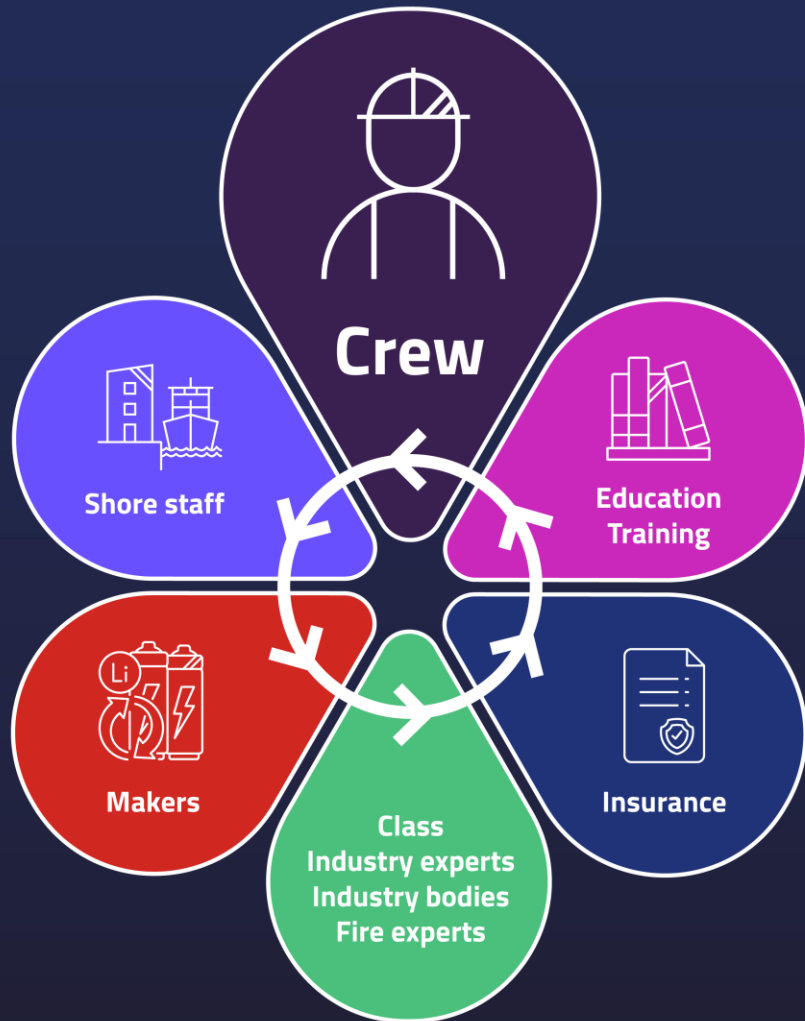 Crew
Shore staff
Education
Training
Li
Makers
Insurance
Class
Industry experts
Industry bodies
Fire experts